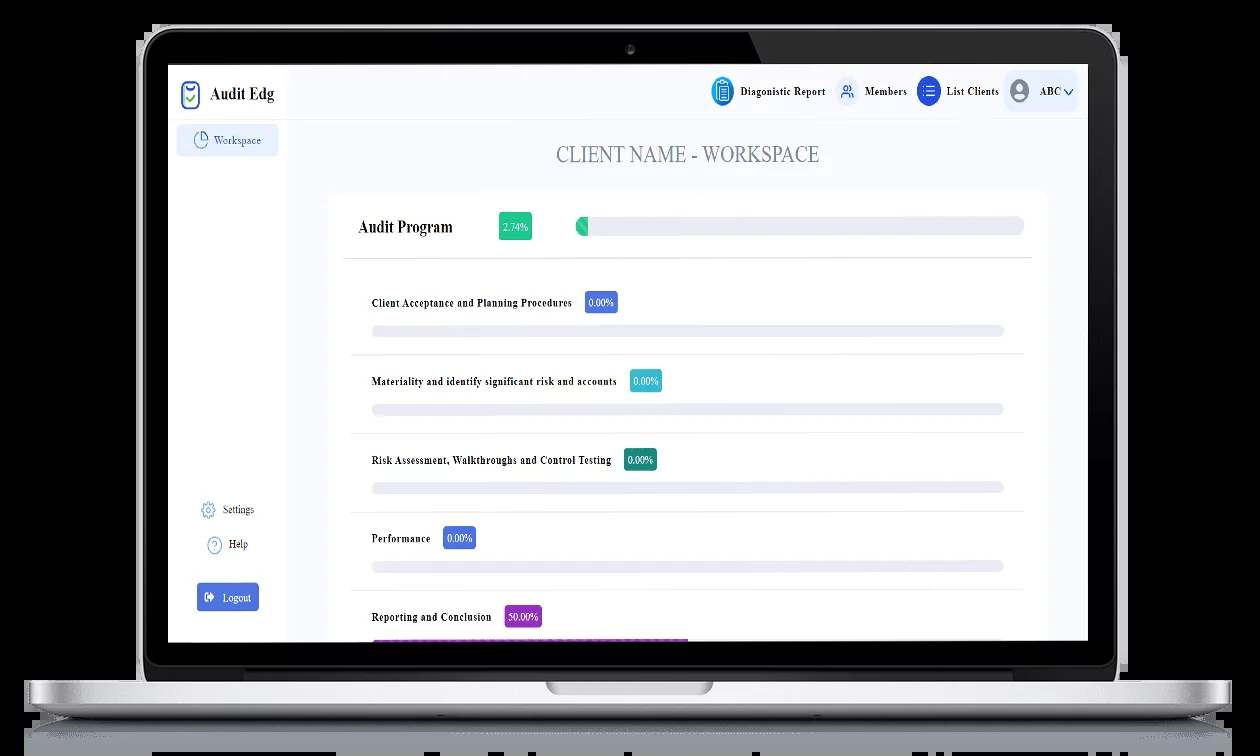 Audit Edg
Diagonistic Report
Members
List Clients
ABC
Workspace
CLIENT NAME - WORKSPACE
Audit Program
2.74%
Client Acceptance and Planning Procedures
0.00%
Materiality and identify significant risk and accounts
0.00%
Risk Assessment, Walkthroughs and Control Testing
0.00%
Performance
0.00%
Reporting and Conclusion
50.00%
Settings
Help
Logout